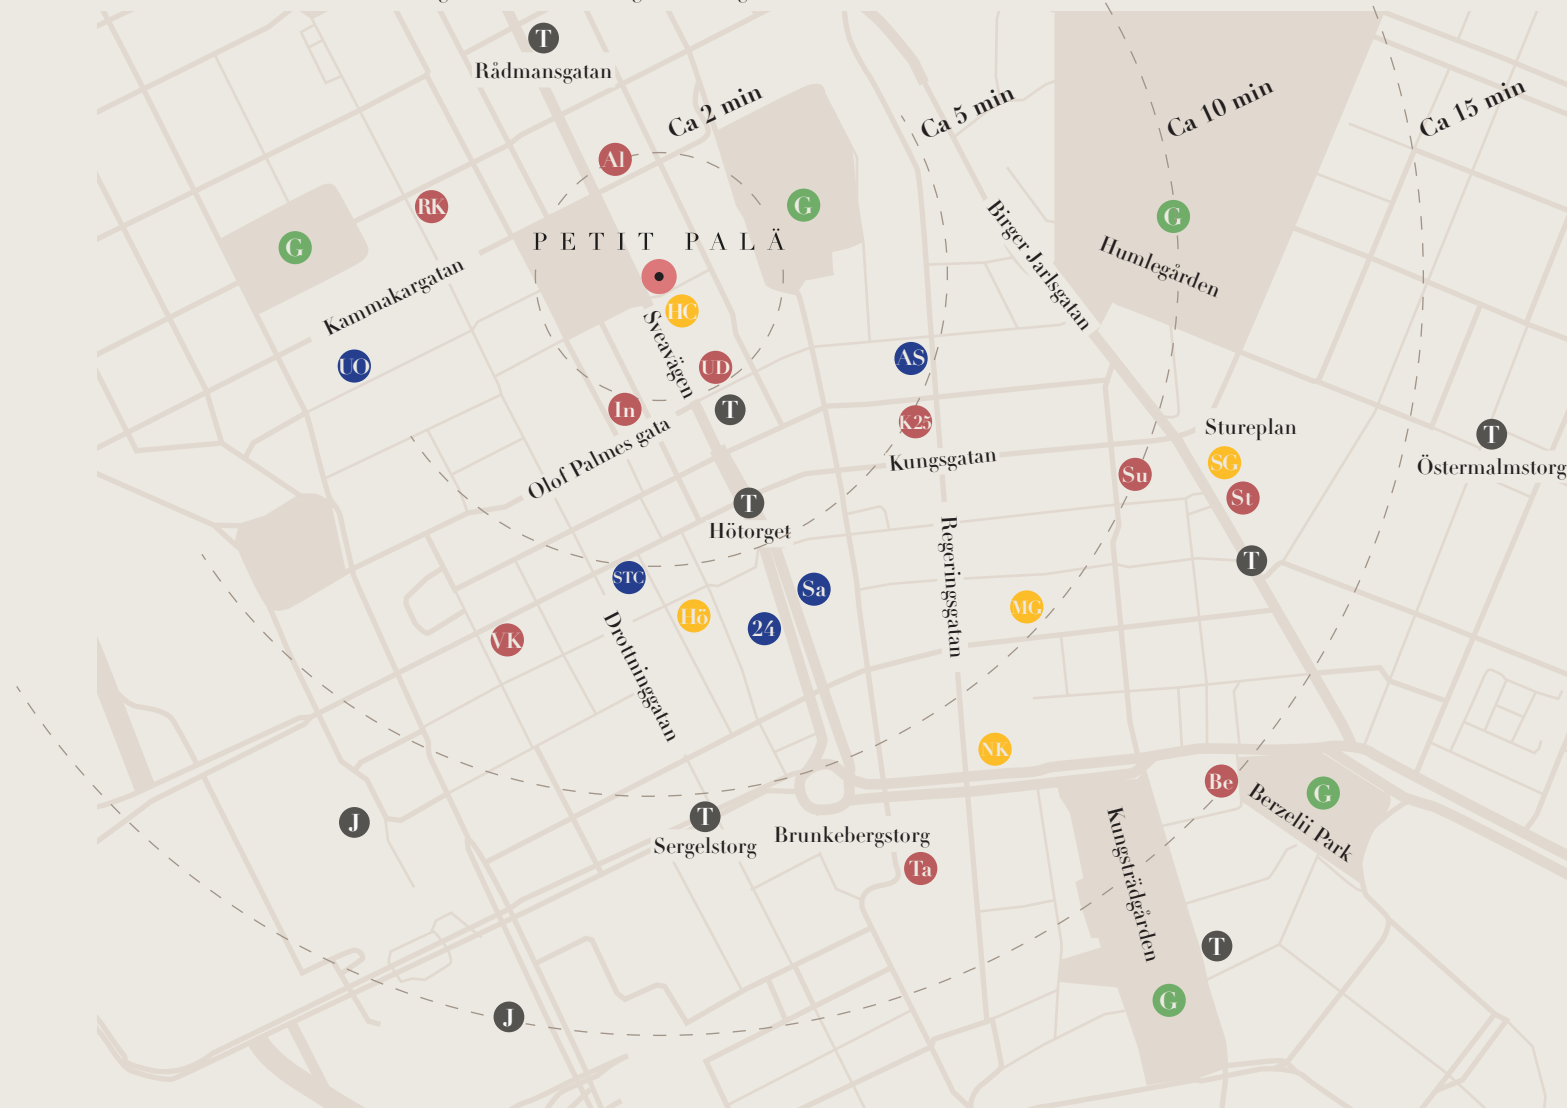 T
Rådmansgatan
Ca 2 min
Ca 5 min
Ca 10 min
Ca 15 min
Al
RK
G
G
G
PETIT PALÄ
Birger Jarlsgatan
Humlegården
Kammakargatan
HC
Sveavägen
UO
UD
AS
In
T
K25
Olof Palmes gata
Kungsgatan
Stureplan
SG
St
Su
T
Östermalmstorg
T
Hötorget
Regeringsgatan
T
STC
Sa
Hö
24
MG
VK
Drottninggatan
NK
Be
G
Berzelii Park
J
T
Sergelstorg
Brunkebergstorg
Ta
Kungsträdgården
T
G
J